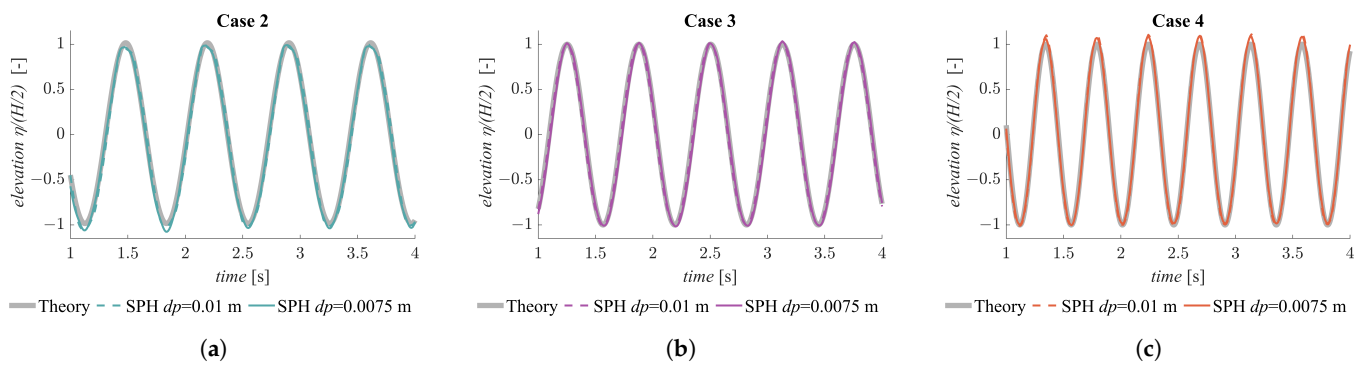 Case 2
elevation η/(H/2) [-]
1
0.5
0
−0.5
−1
1 1.5 2 2.5 3 3.5 4
time [s]
Theory SPH dp=0.01 m SPH dp=0.0075 m
(a)
Case 3
elevation η/(H/2) [-]
1
0.5
0
−0.5
−1
1 1.5 2 2.5 3 3.5 4
time [s]
Theory SPH dp=0.01 m SPH dp=0.0075 m
(b)
Case 4
elevation η/(H/2) [-]
1
0.5
0
−0.5
−1
1 1.5 2 2.5 3 3.5 4
time [s]
Theory SPH dp=0.01 m SPH dp=0.0075 m
(c)